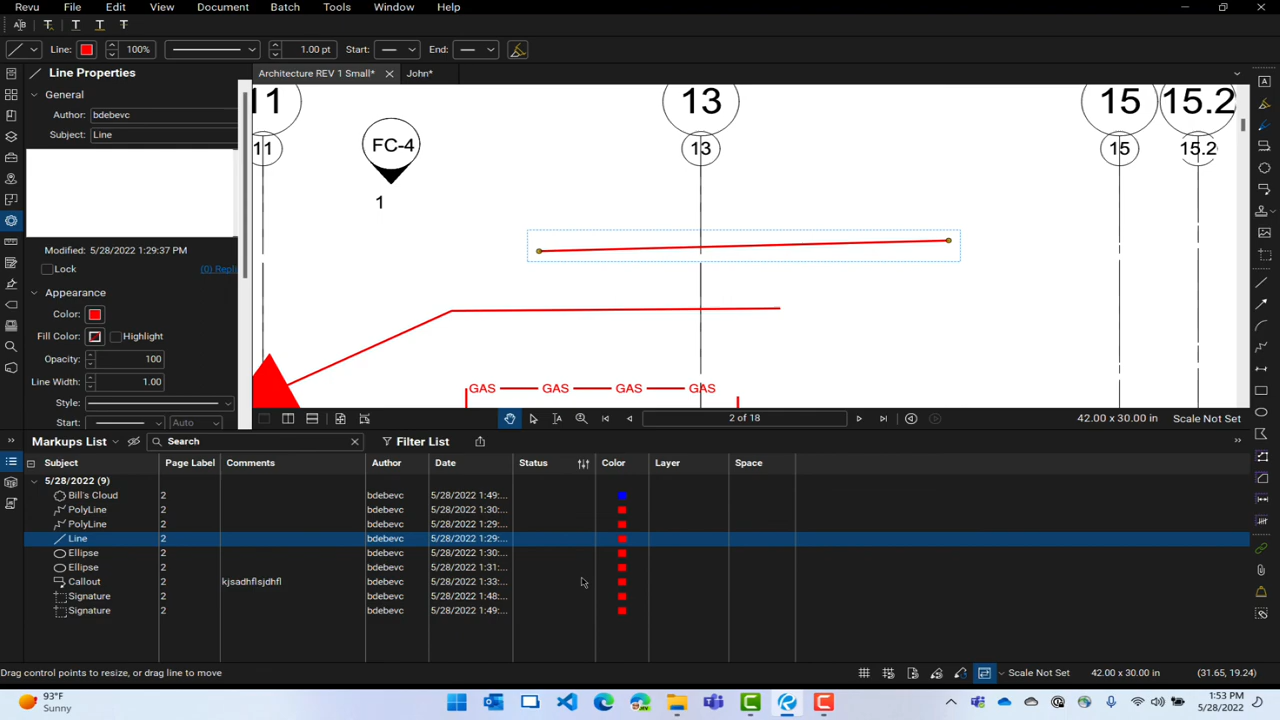 Revu File Edit View Document Batch Tools Window Help
Line: 100% 1.00 pt Start: End:
Line Properties
Architecture REV 1 Small* John*
General
Author: bdebevc
Subject: Line
Modified: 5/28/2022 1:29:37 PM
Lock
Appearance
Color:
Fill Color: Highlight
Opacity: 100
Line Width: 1.00
Style:
Start: Auto
11 13 15 15.2
11 13 15 15.2
FC-4
1
GAS GAS GAS GAS
2 of 18 42.00 x 30.00 in Scale Not Set
Markups List Search Filter List
Subject Page Label Comments Author Date Status Color Layer Space
5/28/2022 (9)
Bill's Cloud 2 bdebevc 5/28/2022 1:49:...
PolyLine 2 bdebevc 5/28/2022 1:30:...
PolyLine 2 bdebevc 5/28/2022 1:29:...
Line 2 bdebevc 5/28/2022 1:29:...
Ellipse 2 bdebevc 5/28/2022 1:30:...
Ellipse 2 bdebevc 5/28/2022 1:31:...
Callout 2 kjsadhflsjdhfl bdebevc 5/28/2022 1:33:...
Signature 2 bdebevc 5/28/2022 1:48:...
Signature 2 bdebevc 5/28/2022 1:49:...
Drag control points to resize, or drag line to move Scale Not Set 42.00 x 30.00 in (31.65, 19.24)
93°F
Sunny
1:53 PM
5/28/2022